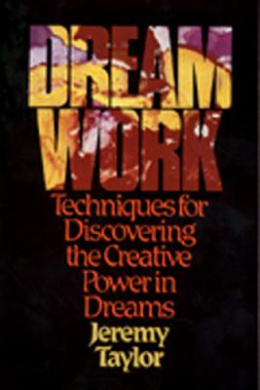 DREAM
WORK
Techniques for
Discovering
the Creative
Power in
Dreams
Jeremy
Taylor